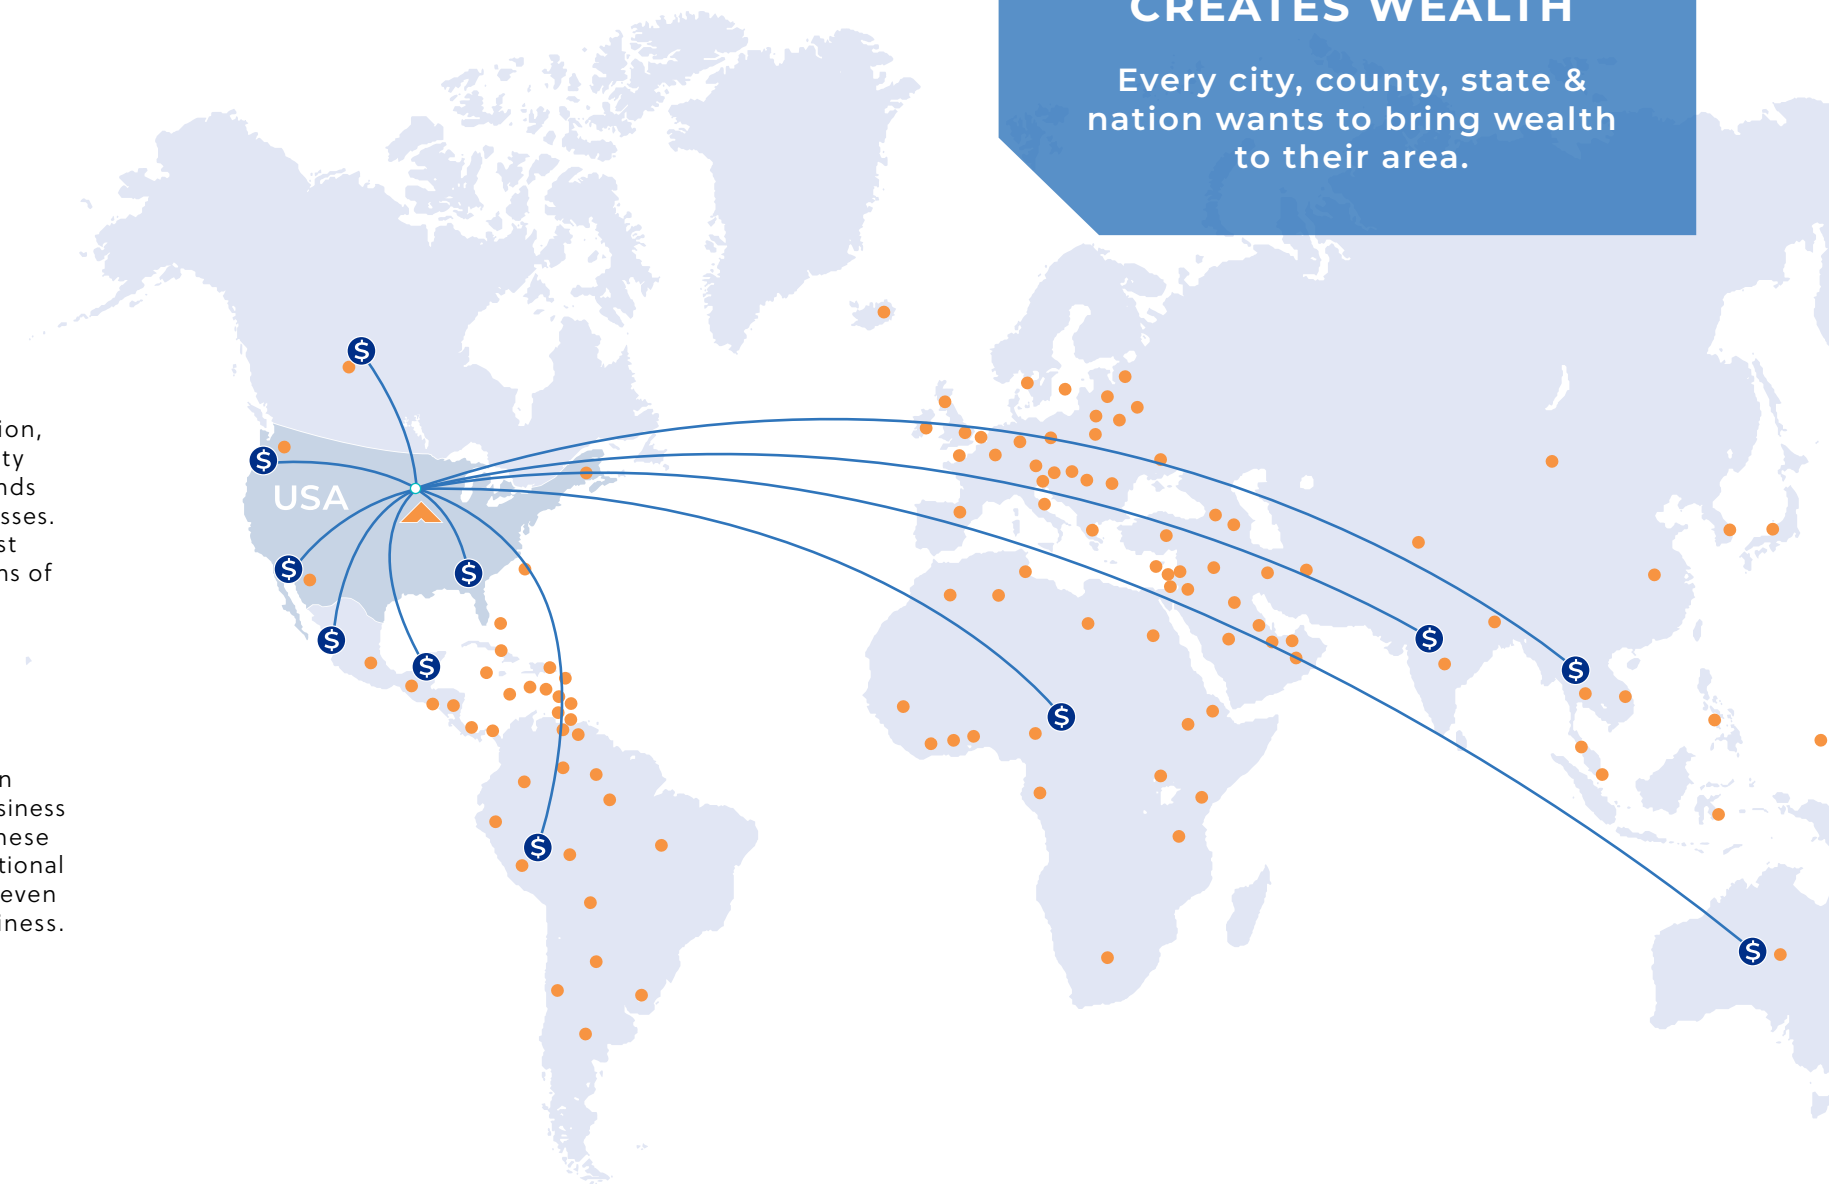 CREATES WEALTH
Every city, county, state &
nation wants to bring wealth
to their area.
USA
$
$
$
$
$
$
$
$
$
$
$
iness.
even
tional
nese
siness
n
ns of
st
sses.
nds
ty
ion,